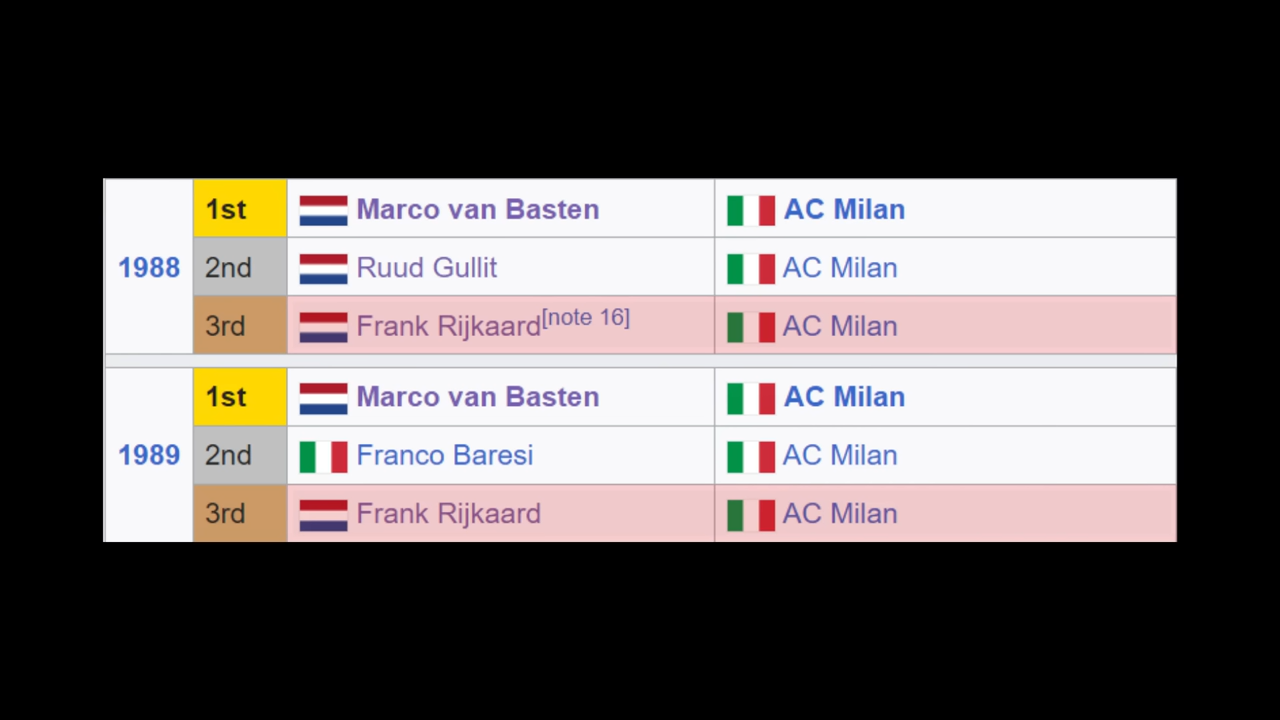 1988
1st Marco van Basten AC Milan
2nd Ruud Gullit AC Milan
3rd Frank Rijkaard[note 16] AC Milan
1989
1st Marco van Basten AC Milan
2nd Franco Baresi AC Milan
3rd Frank Rijkaard AC Milan